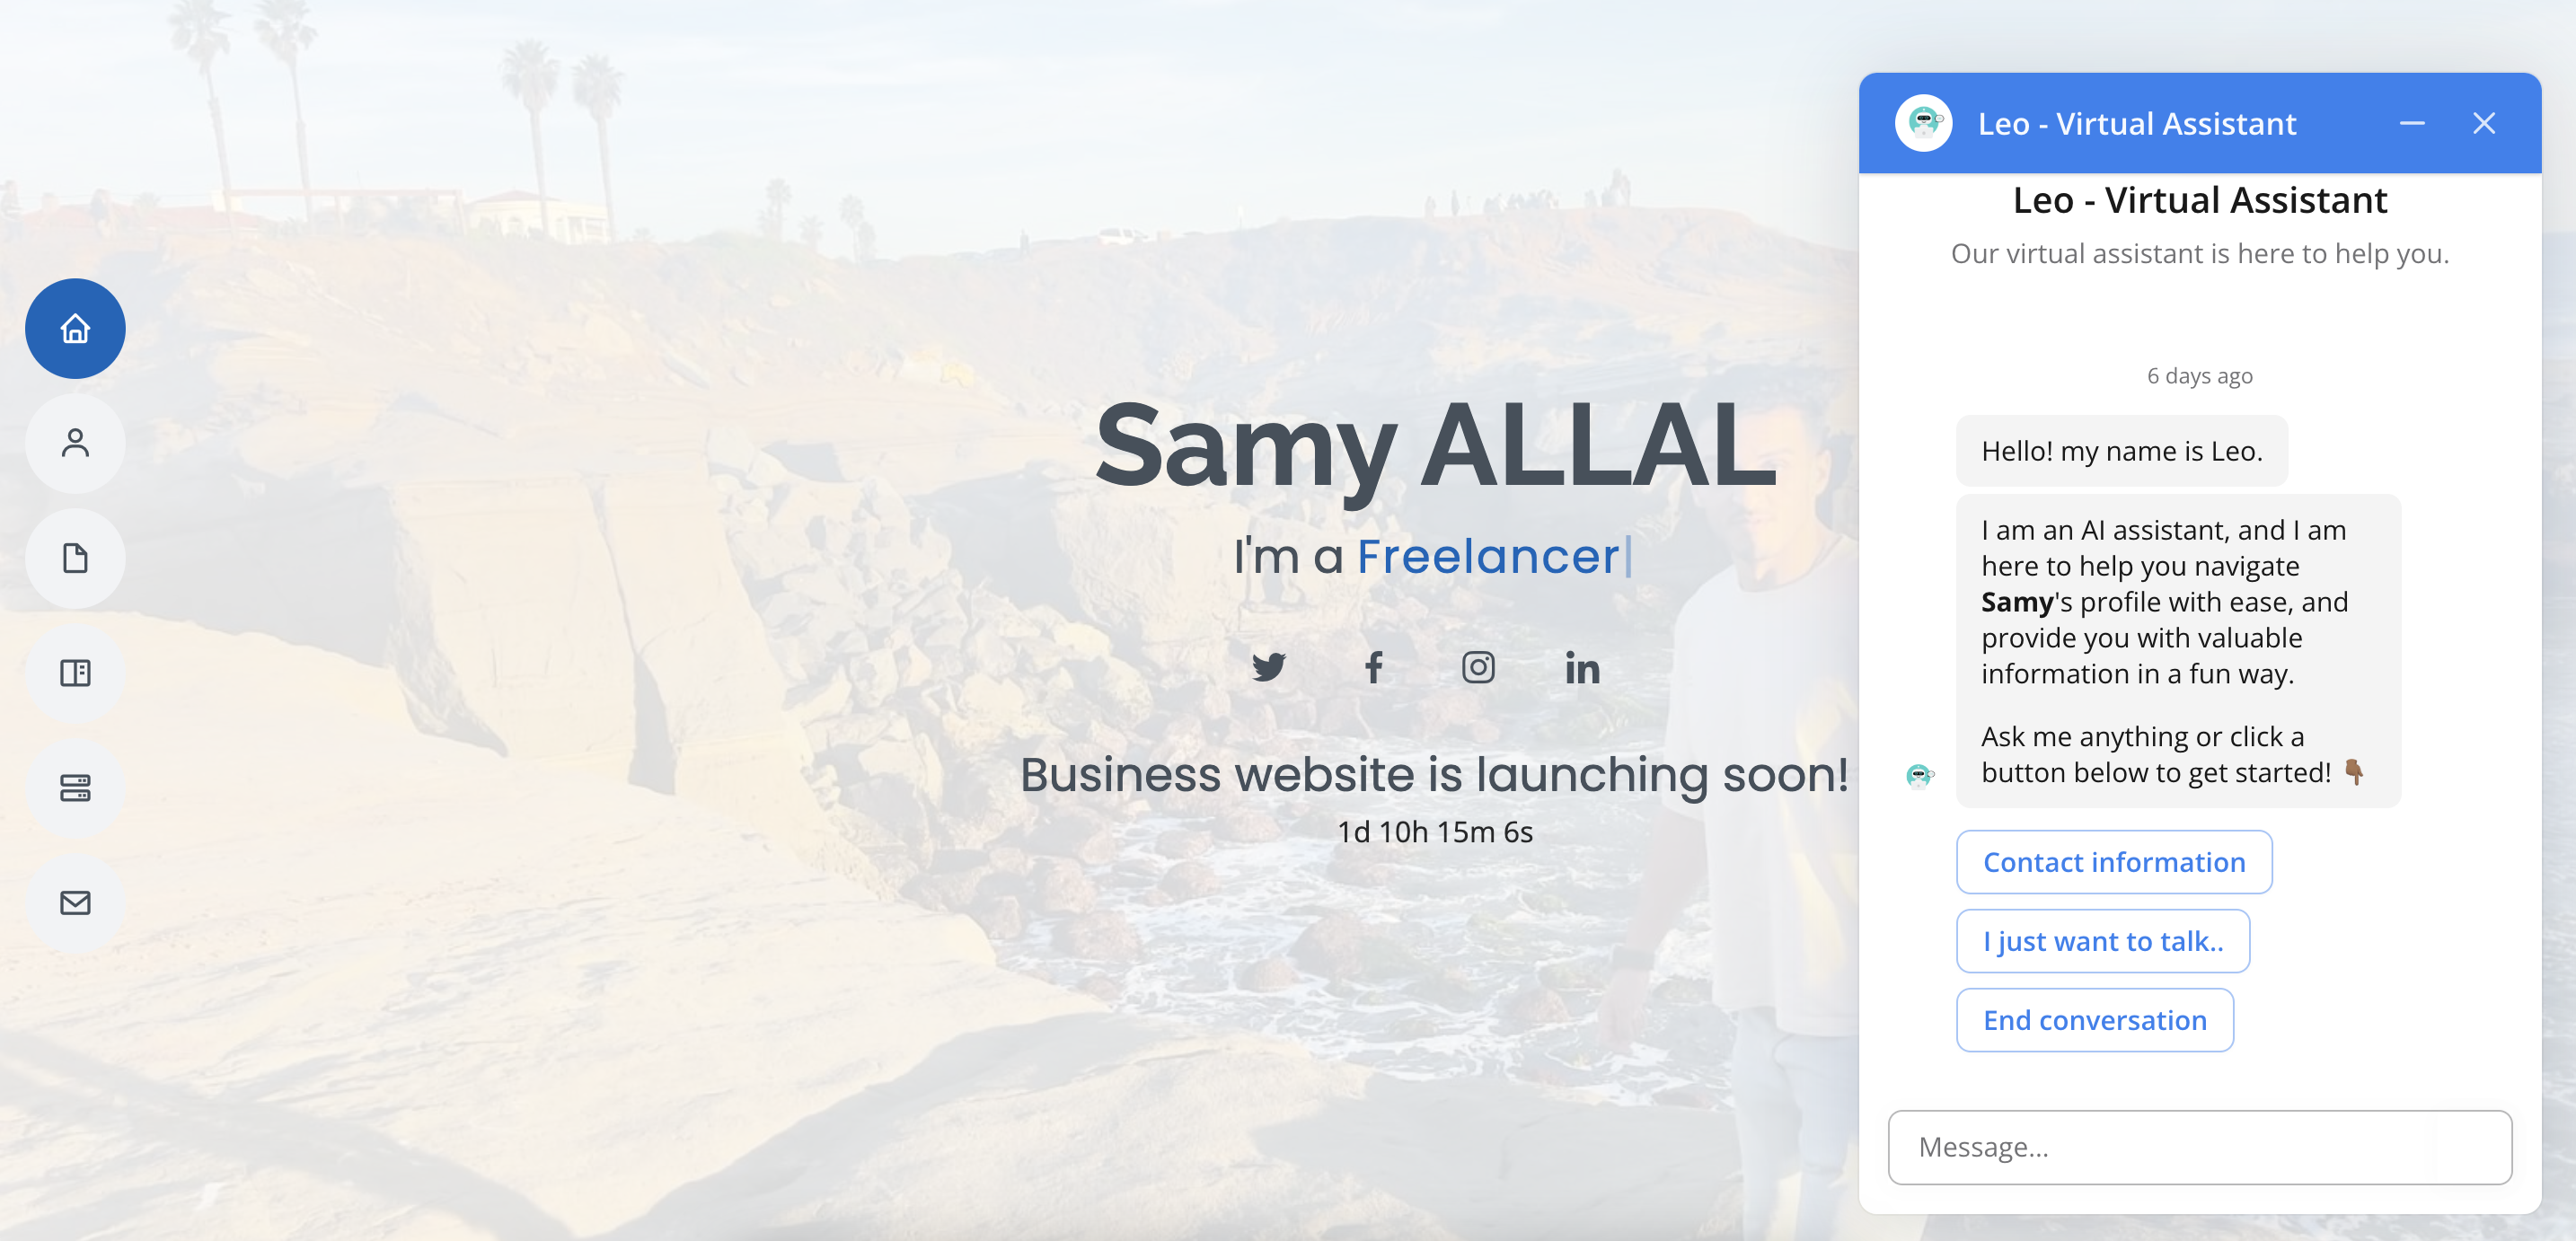 Samy ALLAL
I'm a Freelancer
Business website is launching soon!
1d 10h 15m 6s
Leo - Virtual Assistant
Leo - Virtual Assistant
Our virtual assistant is here to help you.
6 days ago
Hello! my name is Leo.
I am an AI assistant, and I am
here to help you navigate
Samy's profile with ease, and
provide you with valuable
information in a fun way.
Ask me anything or click a
button below to get started! 👇🏾
Contact information
I just want to talk..
End conversation
Message...